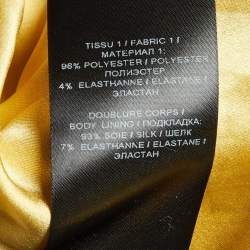 TISSU 1 / FABRIC 1 /
МАТЕРИАЛ 1:
96% POLYESTER / POLYESTER /
ПОЛИЭСТЕР
4% ELASTHANNE / ELASTANE /
ЭЛАСТАН
DOUBLURE CORPS /
BODY LINING / ПОДКЛАДКА:
93% SOIE / SILK / ШЕЛК
7% ELASTHANNE / ELASTANE /
ЭЛАСТАН